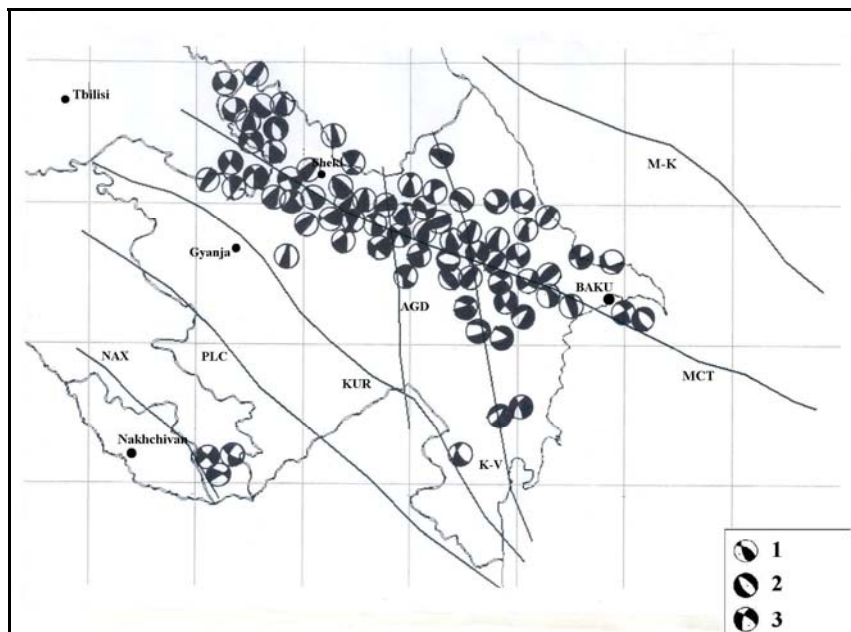 Tbilisi
M-K
Sheki
Gyanja
BAKU
AGD
NAX
PLC
KUR
MCT
Nakhchivan
K-V
1
2
3